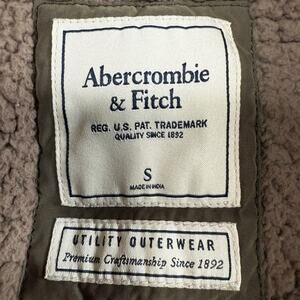 Abercrombie
& Fitch
REG. U.S. PAT. TRADEMARK
QUALITY SINCE 1892
S
MADE IN INDIA
UTILITY OUTERWEAR
Premium Craftsmanship Since 1892